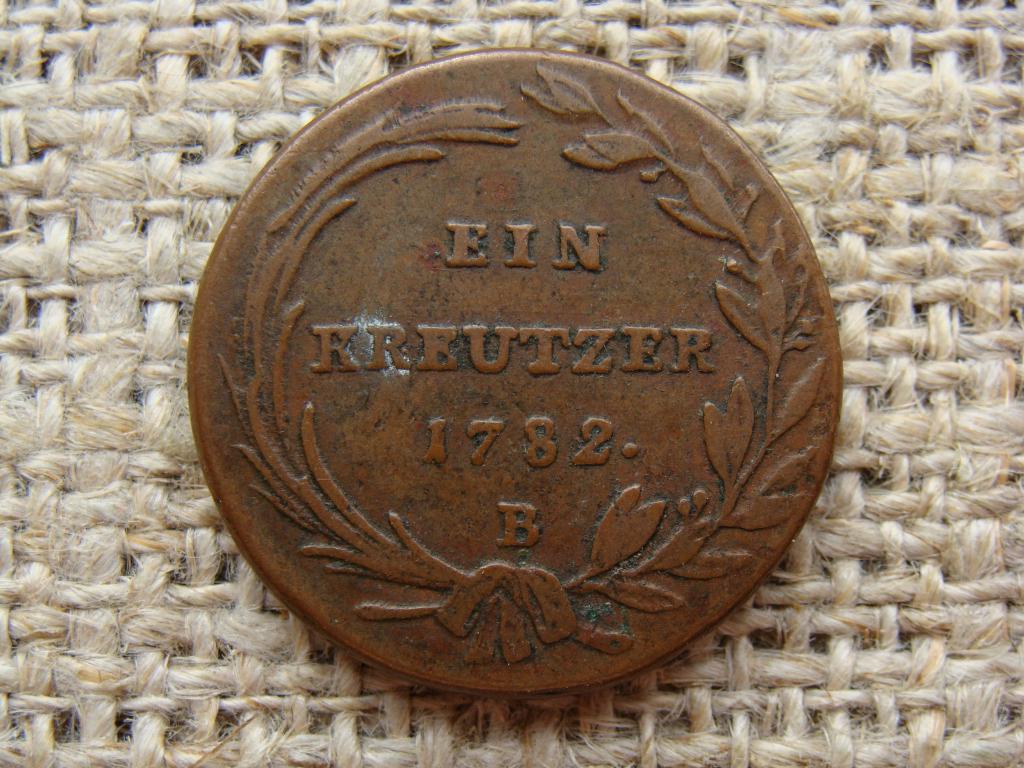 EIN
KREUTZER
1782.
B